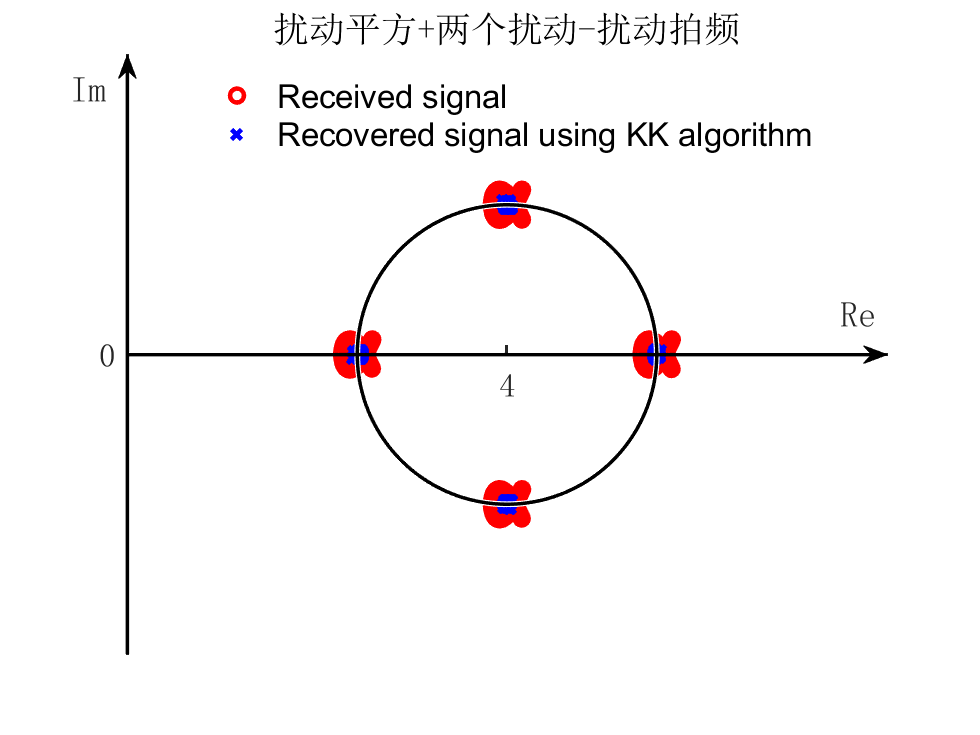 扰动平方+两个扰动-扰动拍频
Im
Received signal
Recovered signal using KK algorithm
Re
0
4